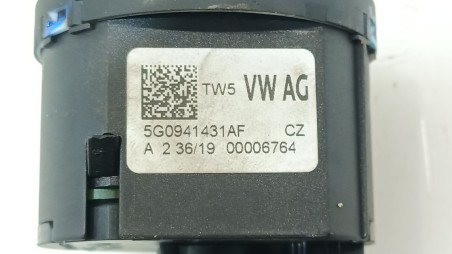 TW5 VW AG
5G0941431AF CZ
A 2 36/19 00006764